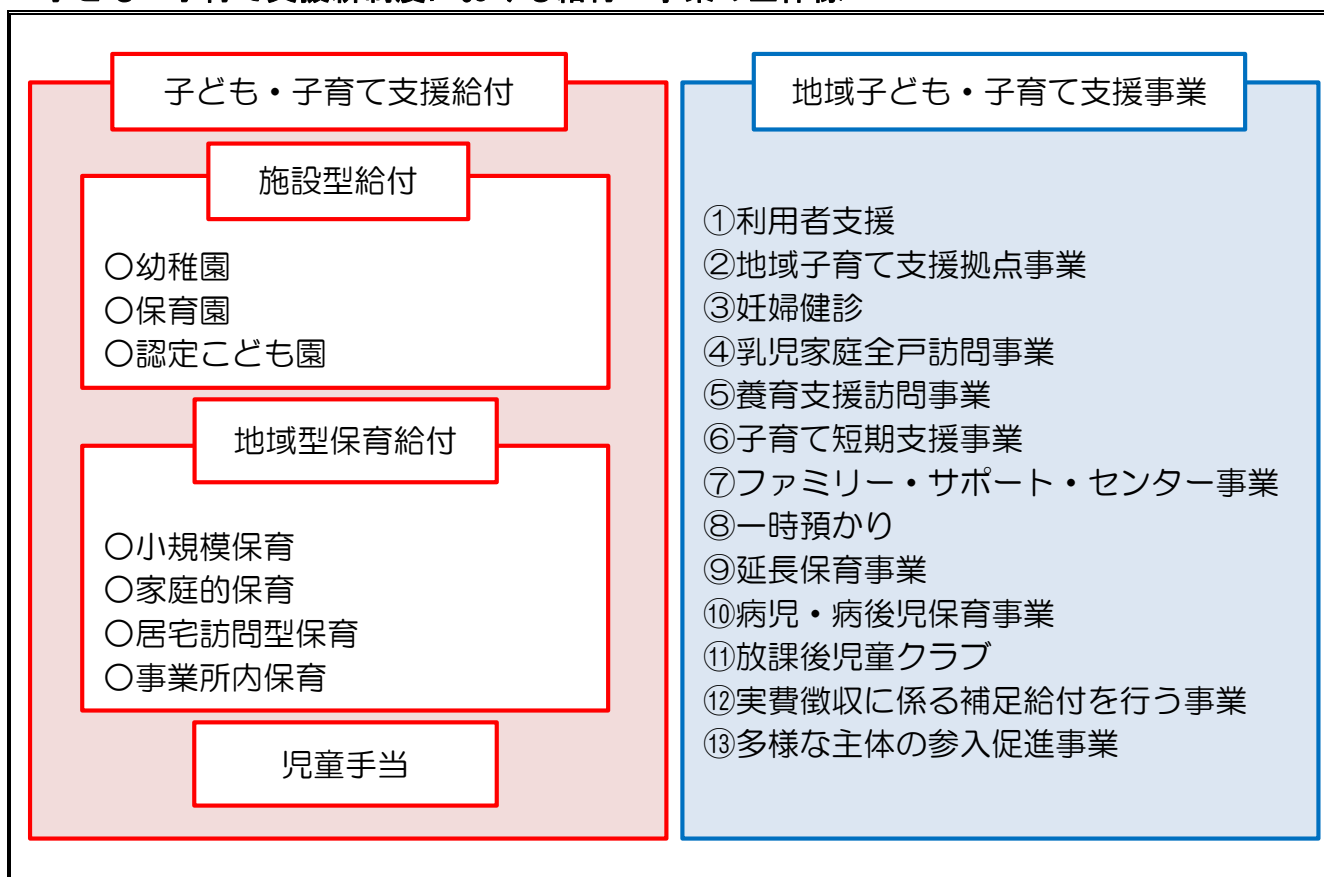 子ども・子育て支援給付
施設型給付
〇幼稚園
〇保育園
〇認定こども園
地域型保育給付
〇小規模保育
〇家庭的保育
〇居宅訪問型保育
〇事業所内保育
児童手当
地域子ども・子育て支援事業
①利用者支援
②地域子育て支援拠点事業
③妊婦健診
④乳児家庭全戸訪問事業
⑤養育支援訪問事業
⑥子育て短期支援事業
⑦ファミリー・サポート・センター事業
⑧一時預かり
⑨延長保育事業
⑩病児・病後児保育事業
⑪放課後児童クラブ
⑫実費徴収に係る補足給付を行う事業
⑬多様な主体の参入促進事業